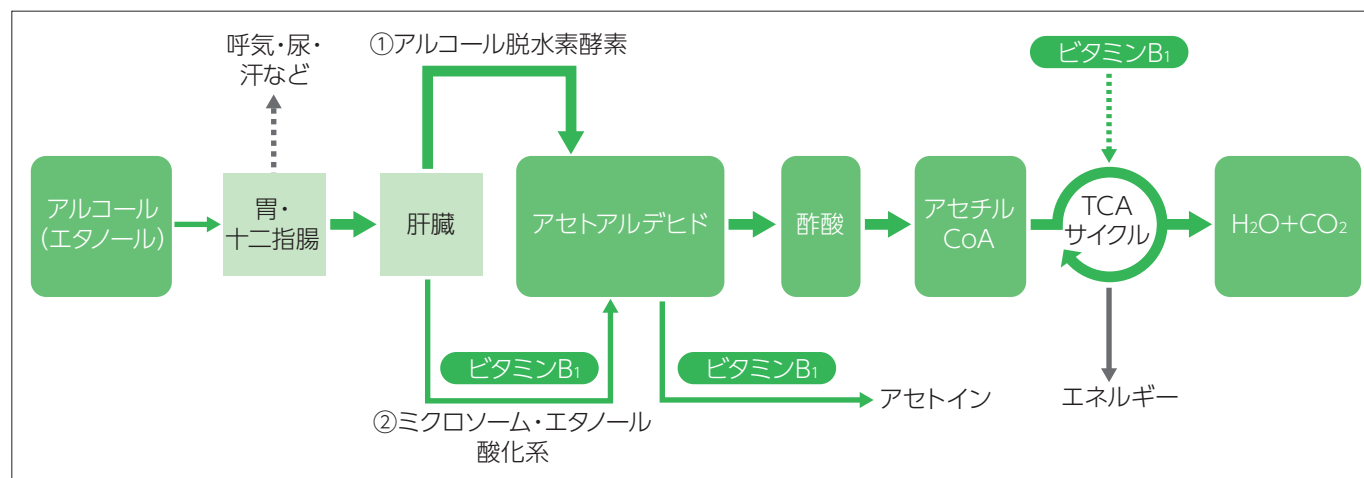 呼気・尿・
汗など
①アルコール脱水素酵素
ビタミンB₁
アルコール
(エタノール)
胃・
十二指腸
肝臓
アセトアルデヒド
酢酸
アセチル
CoA
TCA
サイクル
H₂O+CO₂
ビタミンB₁
ビタミンB₁
アセトイン
エネルギー
②ミクロソーム・エタノール
酸化系